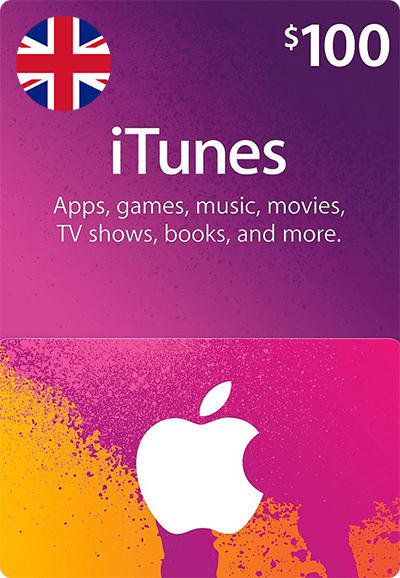 $100
iTunes
Apps, games, music, movies,
TV shows, books, and more.